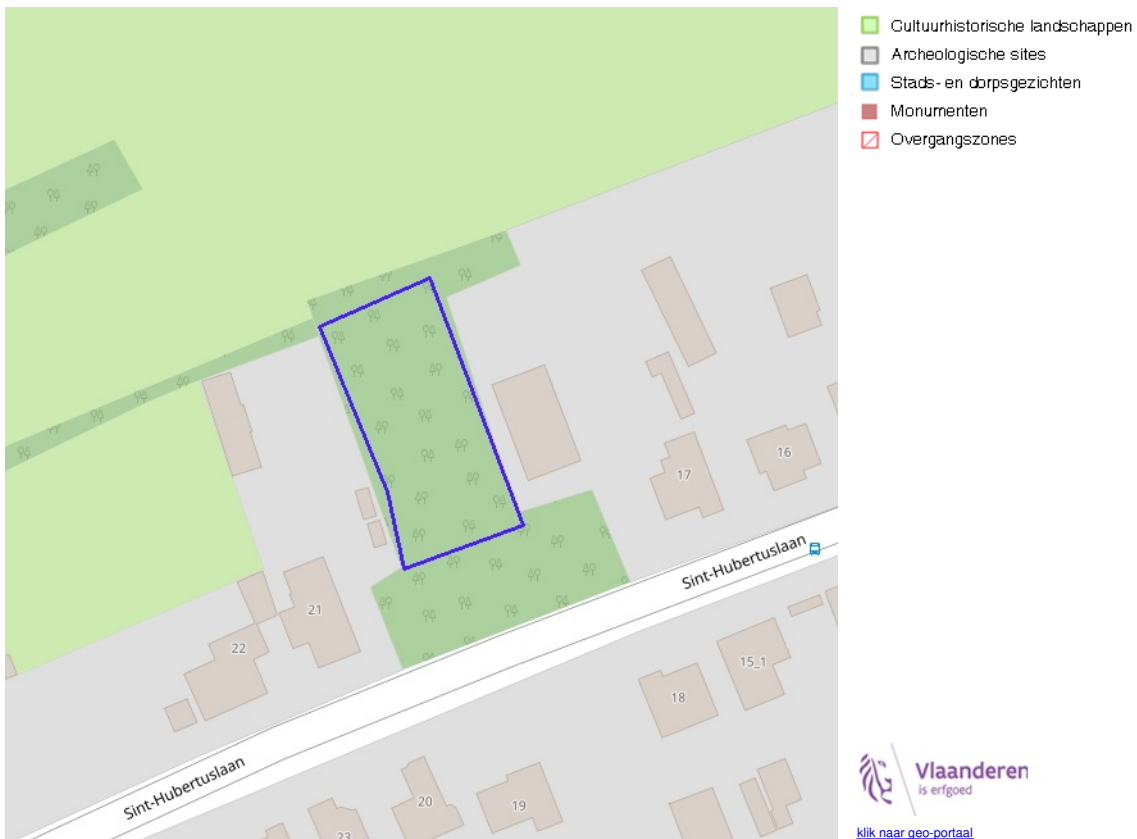 Cultuurhistorische landschappen
Archeologische sites
Stads- en dorpsgezichten
Monumenten
Overgangszones
17
16
Sint-Hubertuslaan
21
22
15_1
18
Sint-Hubertuslaan
20
19
23
Vlaanderen
is erfgoed
klik naar geo-portaal